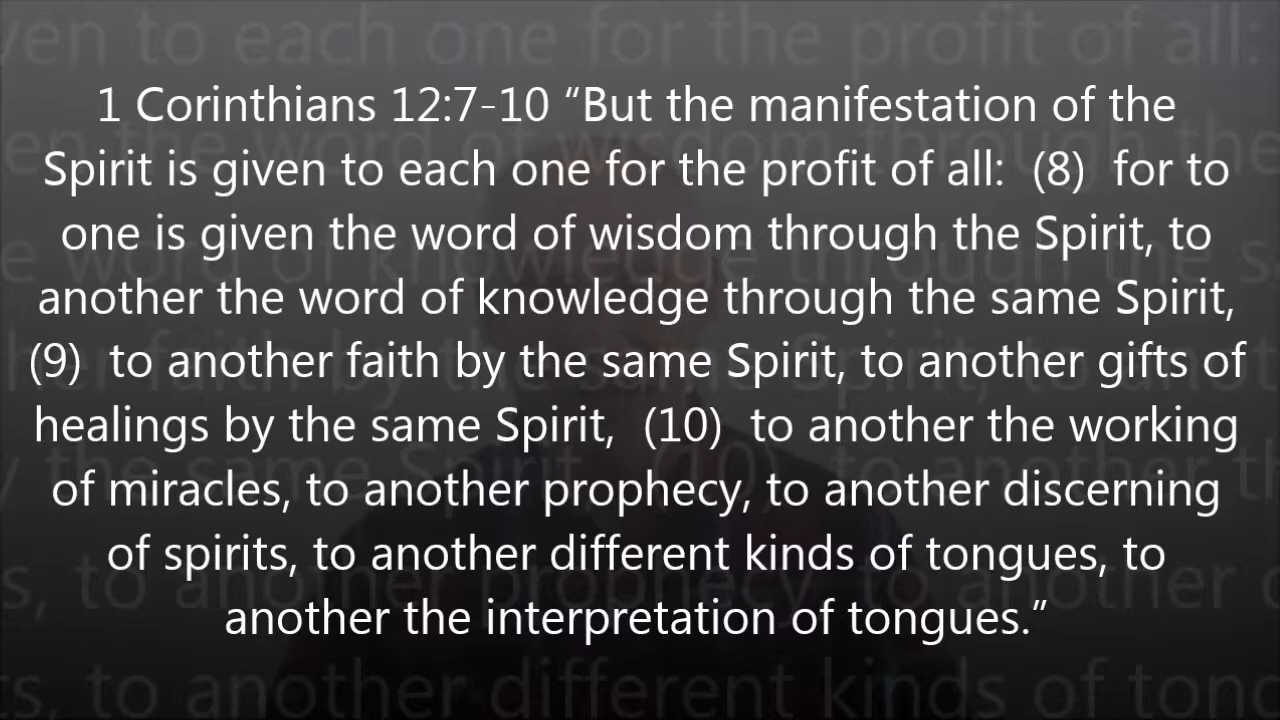 1 Corinthians 12:7-10 “But the manifestation of the
Spirit is given to each one for the profit of all:  (8)  for to
one is given the word of wisdom through the Spirit, to
another the word of knowledge through the same Spirit,
(9)  to another faith by the same Spirit, to another gifts of
healings by the same Spirit,  (10)  to another the working
of miracles, to another prophecy, to another discerning
of spirits, to another different kinds of tongues, to
another the interpretation of tongues.”